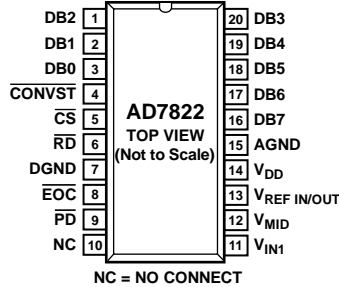 DB2 1
DB1 2
DB0 3
CONVST 4
CS 5
RD 6
DGND 7
EOC 8
PD 9
NC 10
AD7822
TOP VIEW
(Not to Scale)
20 DB3
19 DB4
18 DB5
17 DB6
16 DB7
15 AGND
14 VDD
13 VREF IN/OUT
12 VMID
11 VIN1
NC = NO CONNECT